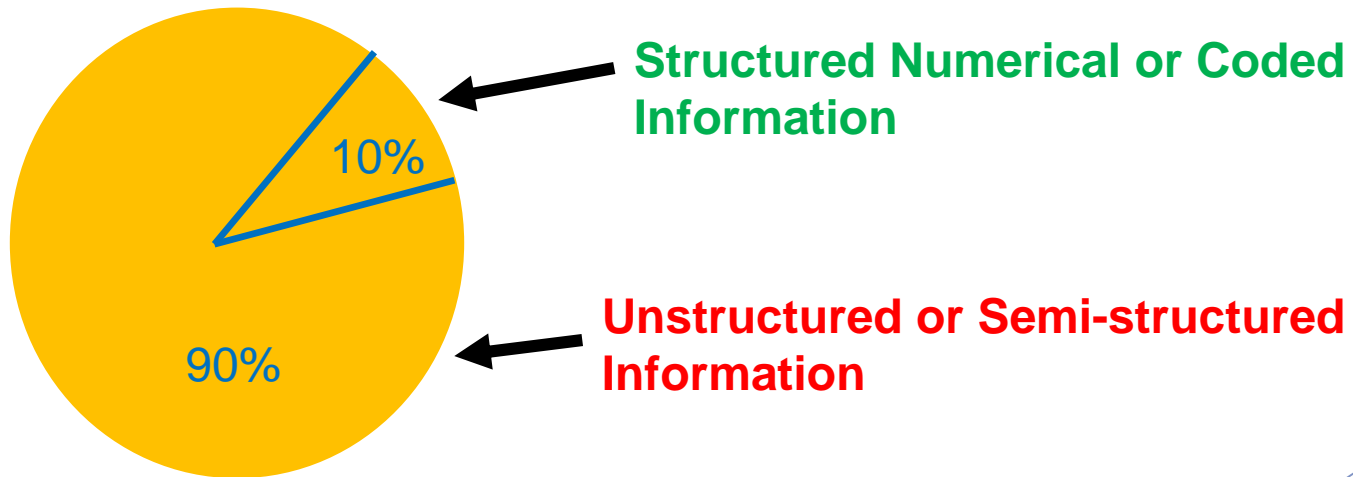 Structured Numerical or Coded
Information
10%
Unstructured or Semi-structured
Information
90%